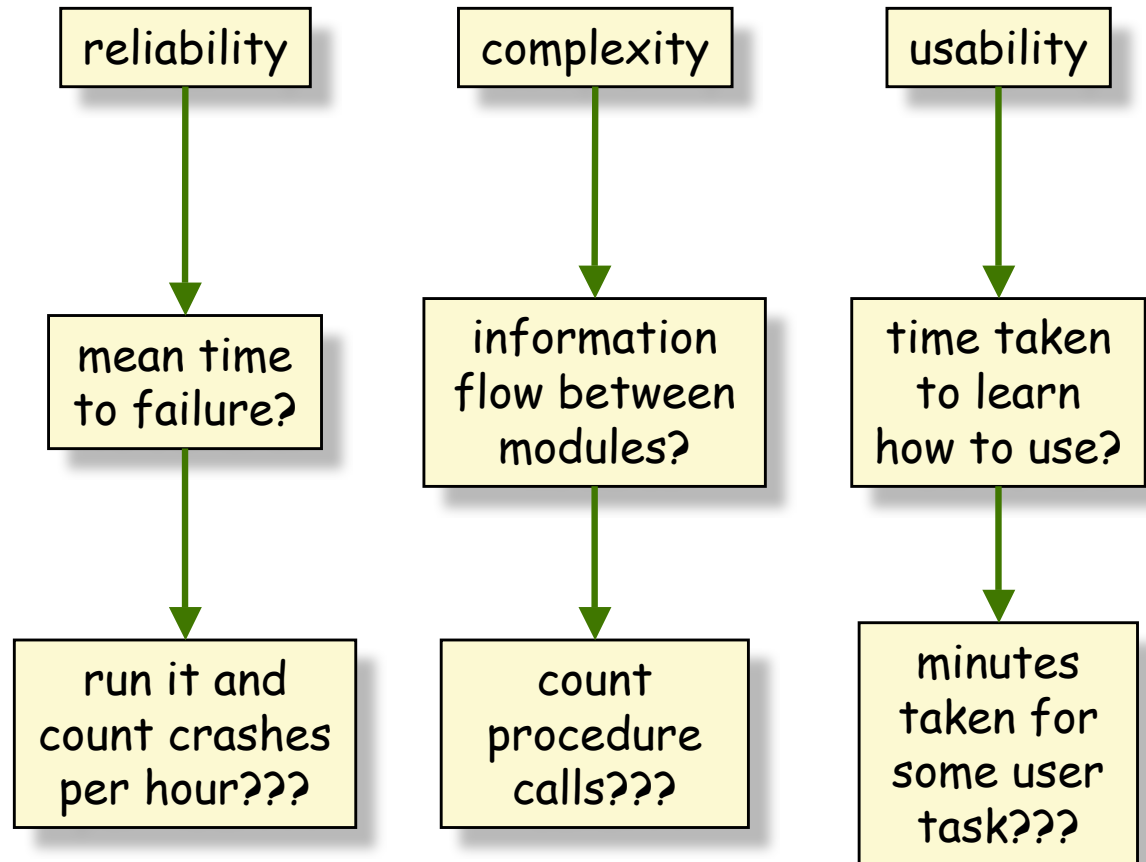 reliability
complexity
usability
mean time
to failure?
information
flow between
modules?
time taken
to learn
how to use?
run it and
count crashes
per hour???
count
procedure
calls???
minutes
taken for
some user
task???